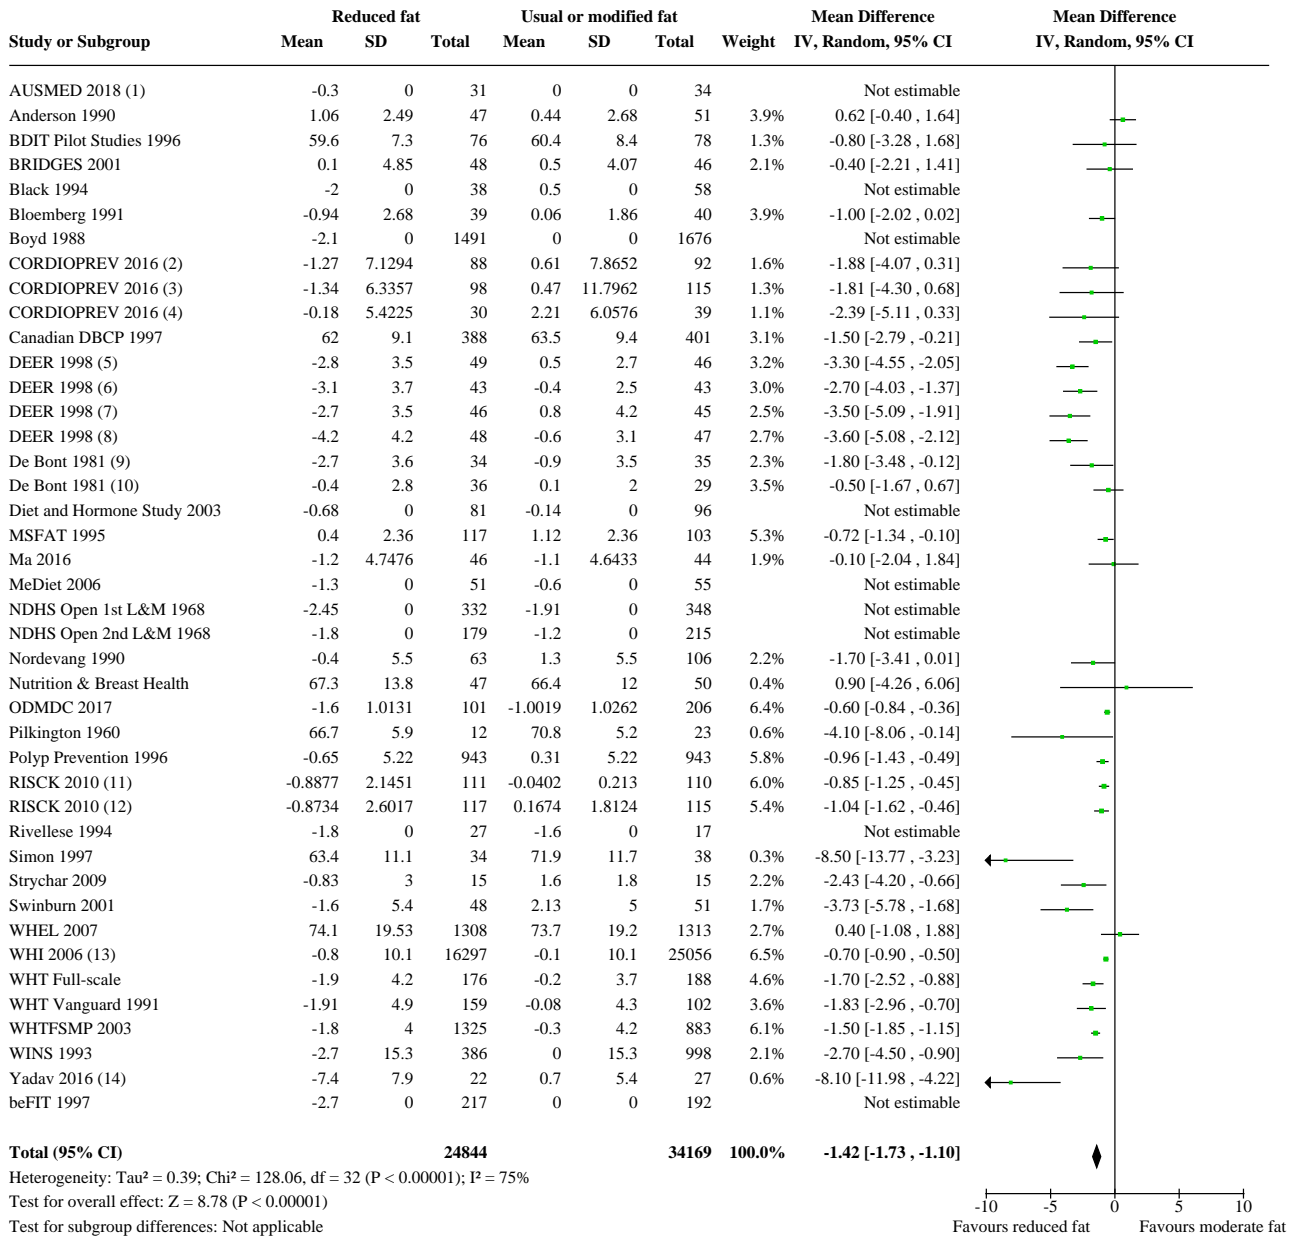 Reduced fat Usual or modified fat Mean Difference Mean Difference
Study or Subgroup Mean SD Total Mean SD Total Weight IV, Random, 95% CI IV, Random, 95% CI
AUSMED 2018 (1) -0.3 0 31 0 0 34 Not estimable
Anderson 1990 1.06 2.49 47 0.44 2.68 51 3.9% 0.62 [-0.40 , 1.64]
BDIT Pilot Studies 1996 59.6 7.3 76 60.4 8.4 78 1.3% -0.80 [-3.28 , 1.68]
BRIDGES 2001 0.1 4.85 48 0.5 4.07 46 2.1% -0.40 [-2.21 , 1.41]
Black 1994 -2 0 38 0.5 0 58 Not estimable
Bloemberg 1991 -0.94 2.68 39 0.06 1.86 40 3.9% -1.00 [-2.02 , 0.02]
Boyd 1988 -2.1 0 1491 0 0 1676 Not estimable
CORDIOPREV 2016 (2) -1.27 7.1294 88 0.61 7.8652 92 1.6% -1.88 [-4.07 , 0.31]
CORDIOPREV 2016 (3) -1.34 6.3357 98 0.47 11.7962 115 1.3% -1.81 [-4.30 , 0.68]
CORDIOPREV 2016 (4) -0.18 5.4225 30 2.21 6.0576 39 1.1% -2.39 [-5.11 , 0.33]
Canadian DBCP 1997 62 9.1 388 63.5 9.4 401 3.1% -1.50 [-2.79 , -0.21]
DEER 1998 (5) -2.8 3.5 49 0.5 2.7 46 3.2% -3.30 [-4.55 , -2.05]
DEER 1998 (6) -3.1 3.7 43 -0.4 2.5 43 3.0% -2.70 [-4.03 , -1.37]
DEER 1998 (7) -2.7 3.5 46 0.8 4.2 45 2.5% -3.50 [-5.09 , -1.91]
DEER 1998 (8) -4.2 4.2 48 -0.6 3.1 47 2.7% -3.60 [-5.08 , -2.12]
De Bont 1981 (9) -2.7 3.6 34 -0.9 3.5 35 2.3% -1.80 [-3.48 , -0.12]
De Bont 1981 (10) -0.4 2.8 36 0.1 2 29 3.5% -0.50 [-1.67 , 0.67]
Diet and Hormone Study 2003 -0.68 0 81 -0.14 0 96 Not estimable
MSFAT 1995 0.4 2.36 117 1.12 2.36 103 5.3% -0.72 [-1.34 , -0.10]
Ma 2016 -1.2 4.7476 46 -1.1 4.6433 44 1.9% -0.10 [-2.04 , 1.84]
MeDiet 2006 -1.3 0 51 -0.6 0 55 Not estimable
NDHS Open 1st L&M 1968 -2.45 0 332 -1.91 0 348 Not estimable
NDHS Open 2nd L&M 1968 -1.8 0 179 -1.2 0 215 Not estimable
Nordevang 1990 -0.4 5.5 63 1.3 5.5 106 2.2% -1.70 [-3.41 , 0.01]
Nutrition & Breast Health 67.3 13.8 47 66.4 12 50 0.4% 0.90 [-4.26 , 6.06]
ODMDC 2017 -1.6 1.0131 101 -1.0019 1.0262 206 6.4% -0.60 [-0.84 , -0.36]
Pilkington 1960 66.7 5.9 12 70.8 5.2 23 0.6% -4.10 [-8.06 , -0.14]
Polyp Prevention 1996 -0.65 5.22 943 0.31 5.22 943 5.8% -0.96 [-1.43 , -0.49]
RISCK 2010 (11) -0.8877 2.1451 111 -0.0402 0.213 110 6.0% -0.85 [-1.25 , -0.45]
RISCK 2010 (12) -0.8734 2.6017 117 0.1674 1.8124 115 5.4% -1.04 [-1.62 , -0.46]
Rivellese 1994 -1.8 0 27 -1.6 0 17 Not estimable
Simon 1997 63.4 11.1 34 71.9 11.7 38 0.3% -8.50 [-13.77 , -3.23]
Strychar 2009 -0.83 3 15 1.6 1.8 15 2.2% -2.43 [-4.20 , -0.66]
Swinburn 2001 -1.6 5.4 48 2.13 5 51 1.7% -3.73 [-5.78 , -1.68]
WHEL 2007 74.1 19.53 1308 73.7 19.2 1313 2.7% 0.40 [-1.08 , 1.88]
WHI 2006 (13) -0.8 10.1 16297 -0.1 10.1 25056 6.5% -0.70 [-0.90 , -0.50]
WHT Full-scale -1.9 4.2 176 -0.2 3.7 188 4.6% -1.70 [-2.52 , -0.88]
WHT Vanguard 1991 -1.91 4.9 159 -0.08 4.3 102 3.6% -1.83 [-2.96 , -0.70]
WHTFSMP 2003 -1.8 4 1325 -0.3 4.2 883 6.1% -1.50 [-1.85 , -1.15]
WINS 1993 -2.7 15.3 386 0 15.3 998 2.1% -2.70 [-4.50 , -0.90]
Yadav 2016 (14) -7.4 7.9 22 0.7 5.4 27 0.6% -8.10 [-11.98 , -4.22]
beFIT 1997 -2.7 0 217 0 0 192 Not estimable
Total (95% CI) 24844 34169 100.0% -1.42 [-1.73 , -1.10]
Heterogeneity: Tau² = 0.39; Chi² = 128.06, df = 32 (P < 0.00001); I² = 75%
Test for overall effect: Z = 8.78 (P < 0.00001)
Test for subgroup differences: Not applicable
-10 -5 0 5 10
Favours reduced fat Favours moderate fat